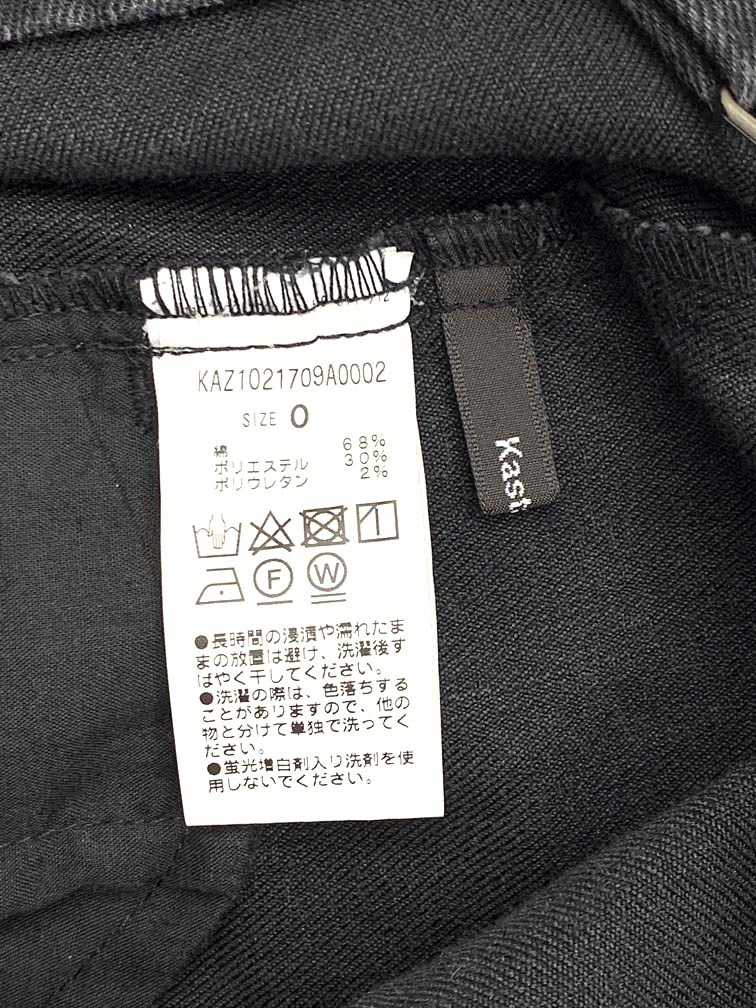 KAZ1021709A0002
SIZE 0
綿 68%
ポリエステル 30%
ポリウレタン 2%
F W
●長時間の浸漬や濡れたま
まの放置は避け、洗濯後す
ばやく干してください。
●洗濯の際は、色落ちする
ことがありますので、他の
物と分けて単独で洗ってく
ださい。
●蛍光増白剤入り洗剤を使
用しないでください。
Kast